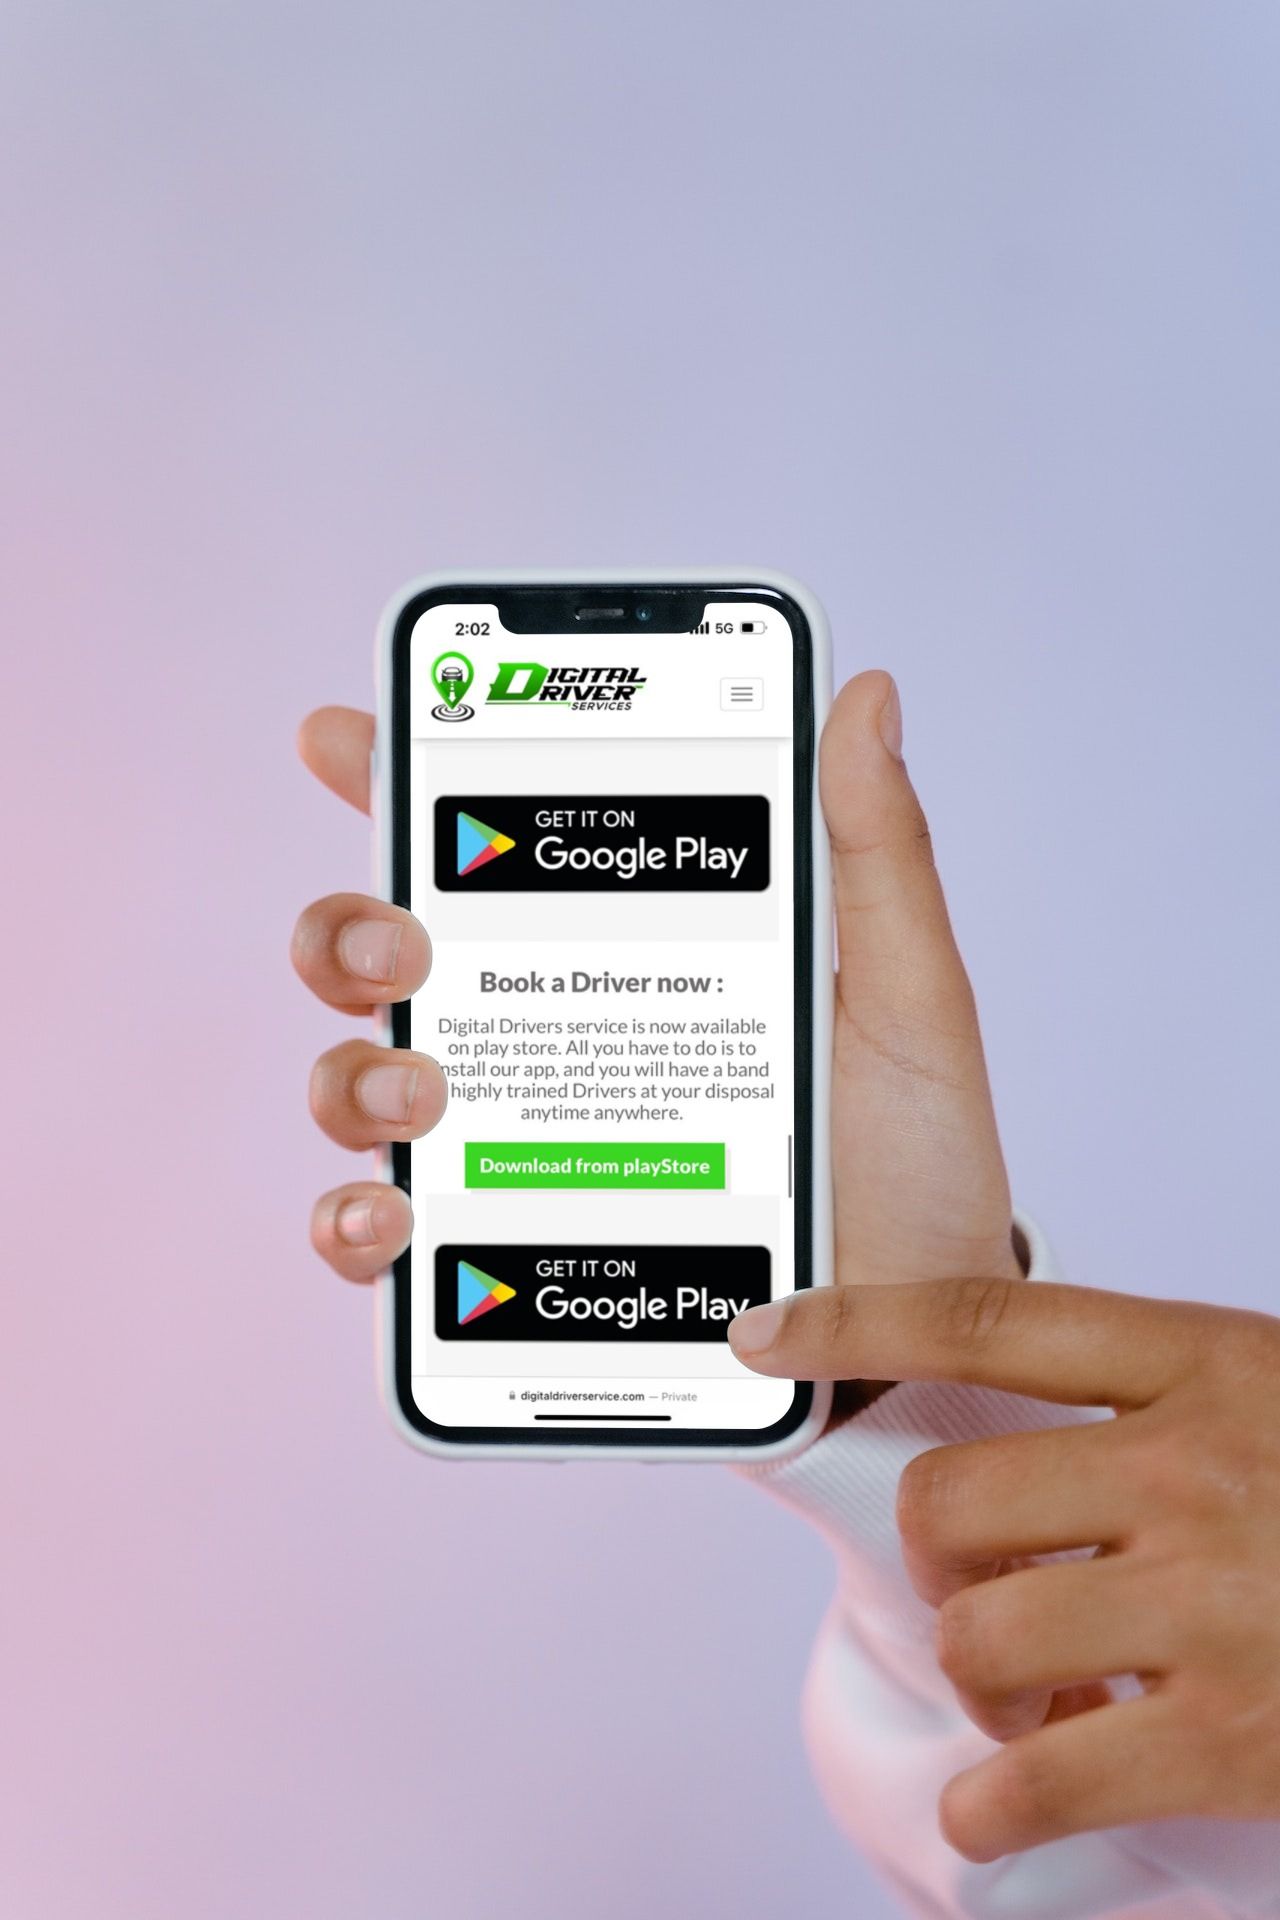 2:02
5G
DIGITAL
DRIVER
SERVICES
GET IT ON
Google Play
Book a Driver now :
Digital Drivers service is now available
on play store. All you have to do is to
nstall our app, and you will have a band
highly trained Drivers at your disposal
anytime anywhere.
Download from playStore
GET IT ON
Google Play
digitaldriverservice.com — Private